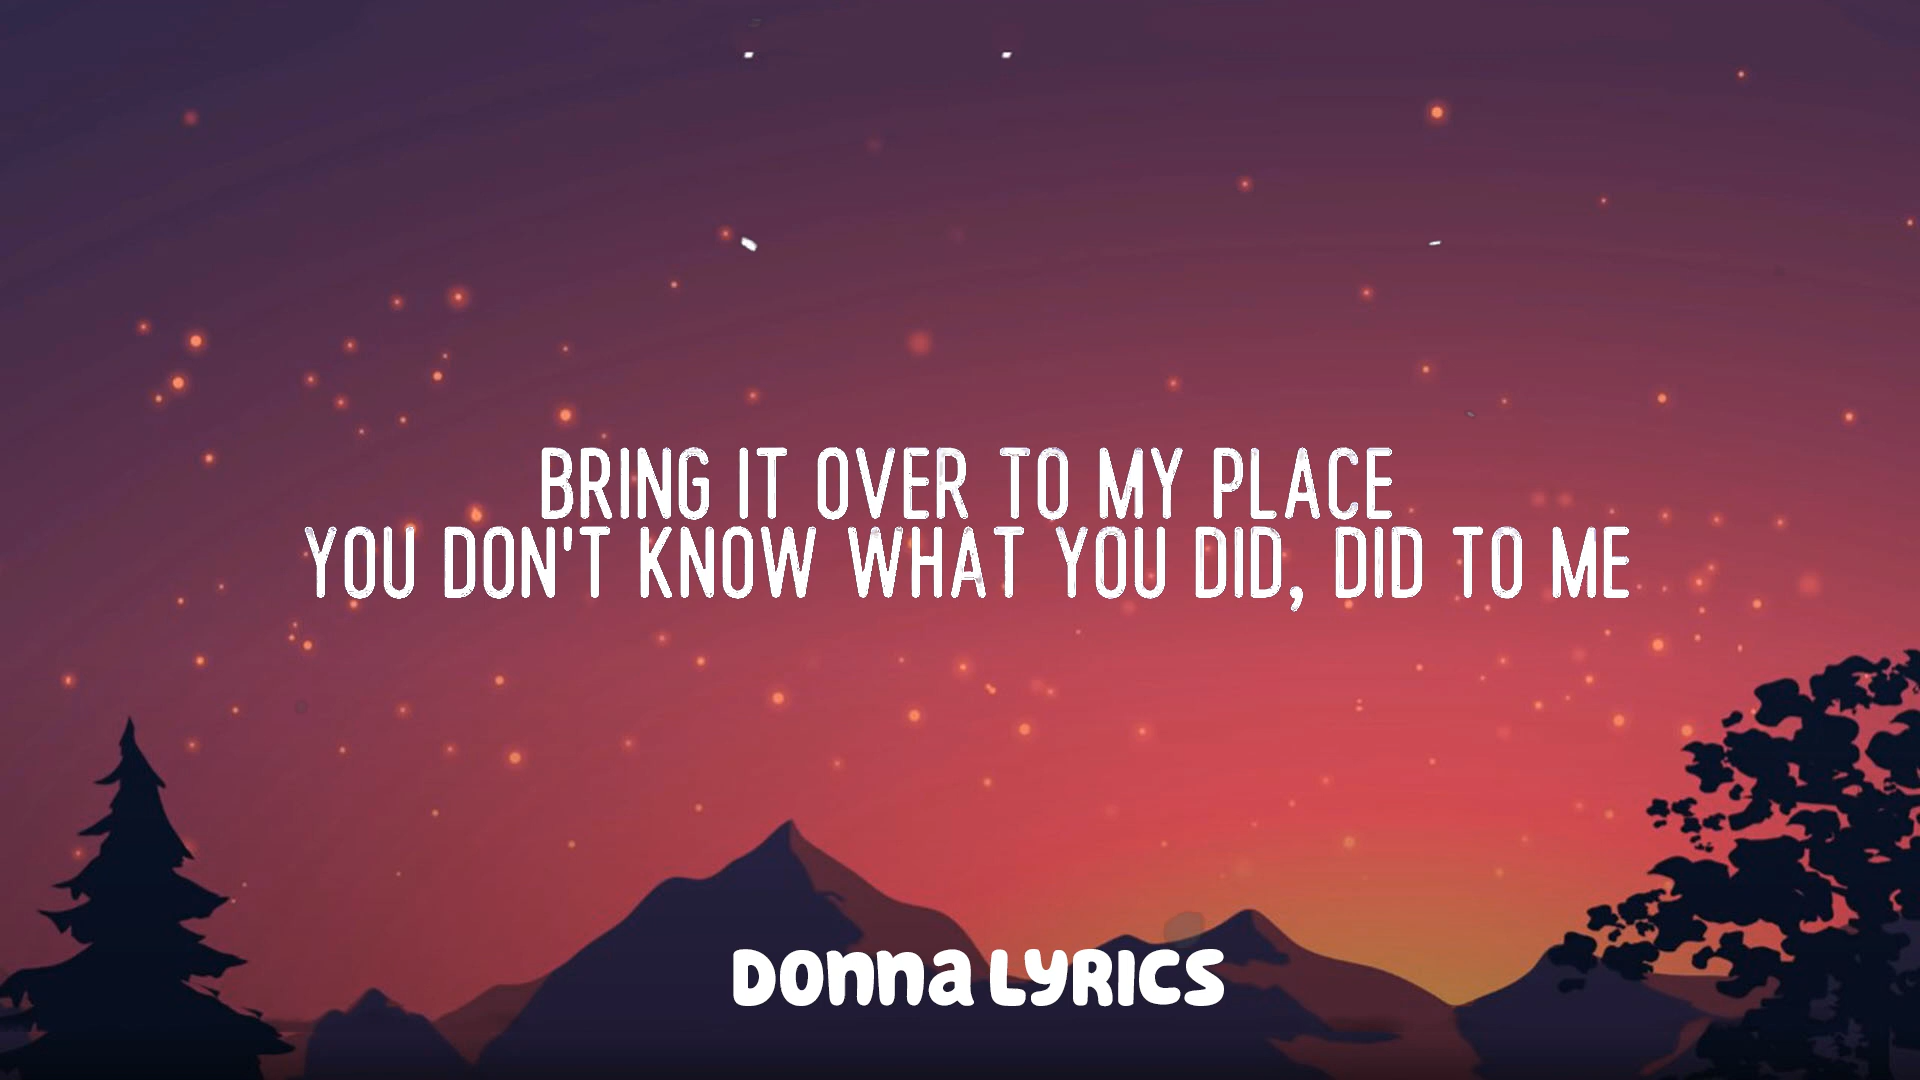 BRING IT OVER TO MY PLACE
YOU DON'T KNOW WHAT YOU DID, DID TO ME
Donna Lyrics